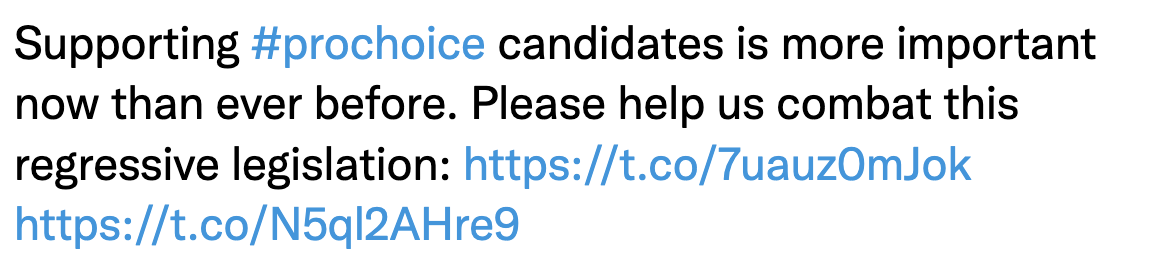 Supporting #prochoice candidates is more important
now than ever before. Please help us combat this
regressive legislation: https://t.co/7uauz0mJok
https://t.co/N5ql2AHre9